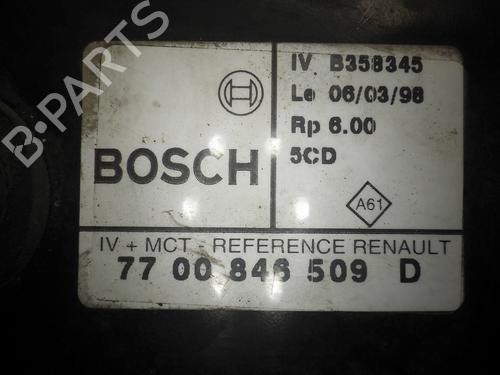 IV B358345
Le 06/03/98
Rp 6.00
5CD
BOSCH
A61
IV + MCT - REFERENCE RENAULT
77 00 846 509 D
B-PARTS